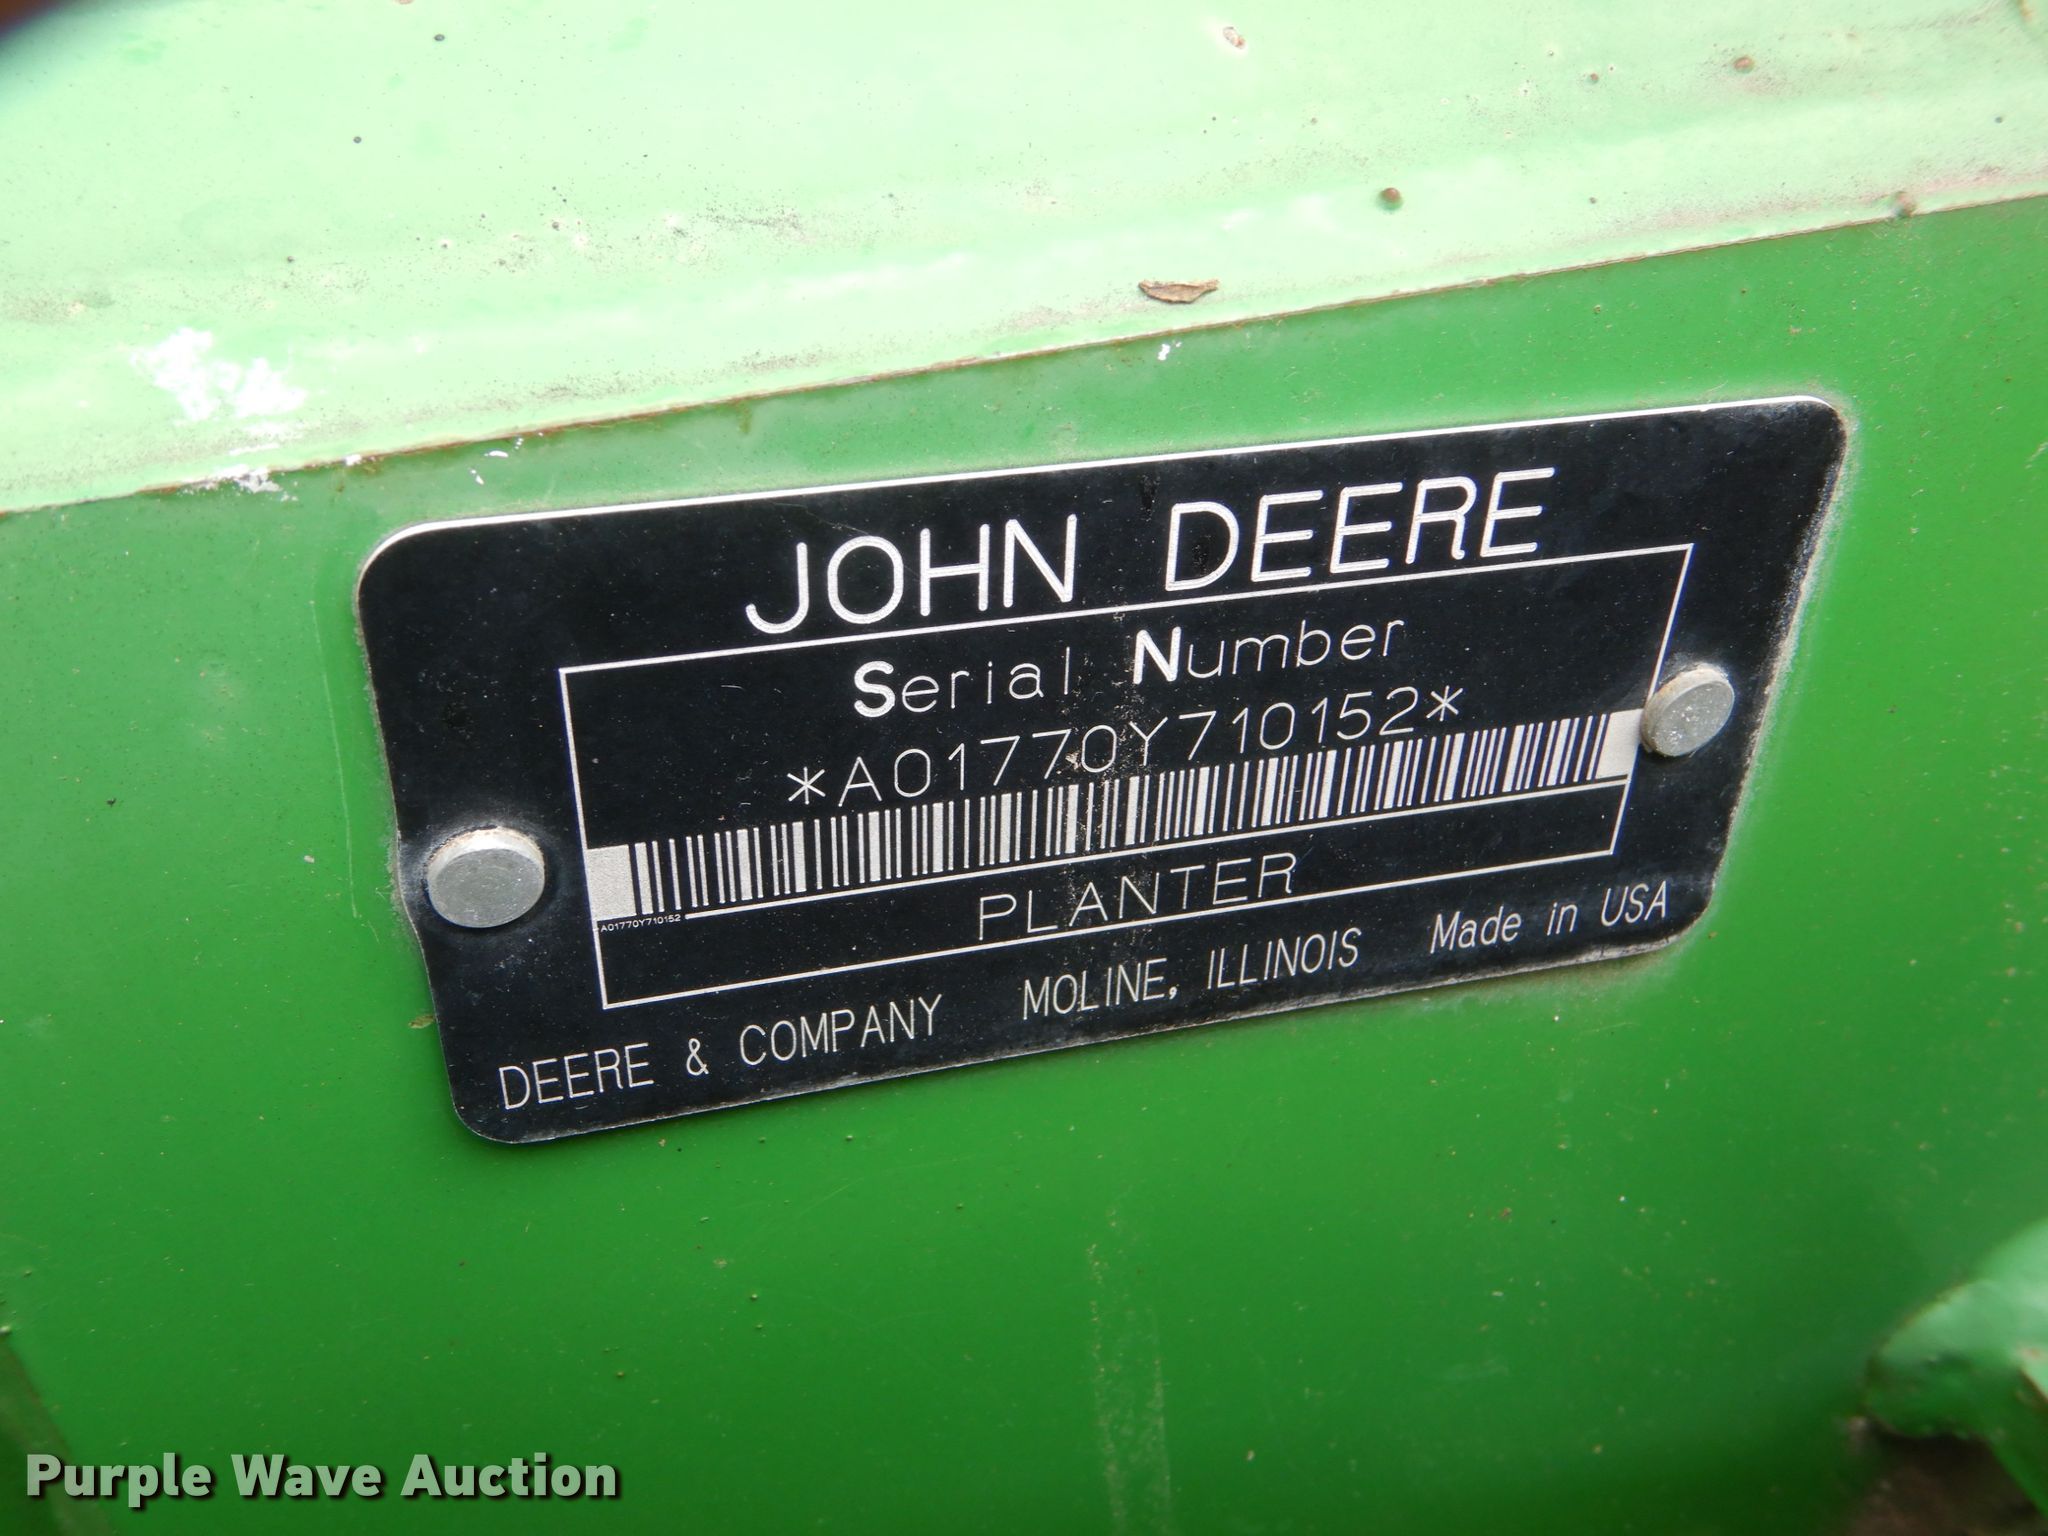 JOHN DEERE
Serial Number
*A01770Y710152*
A01770Y710152
PLANTER
DEERE & COMPANY MOLINE, ILLINOIS Made in USA
Purple Wave Auction